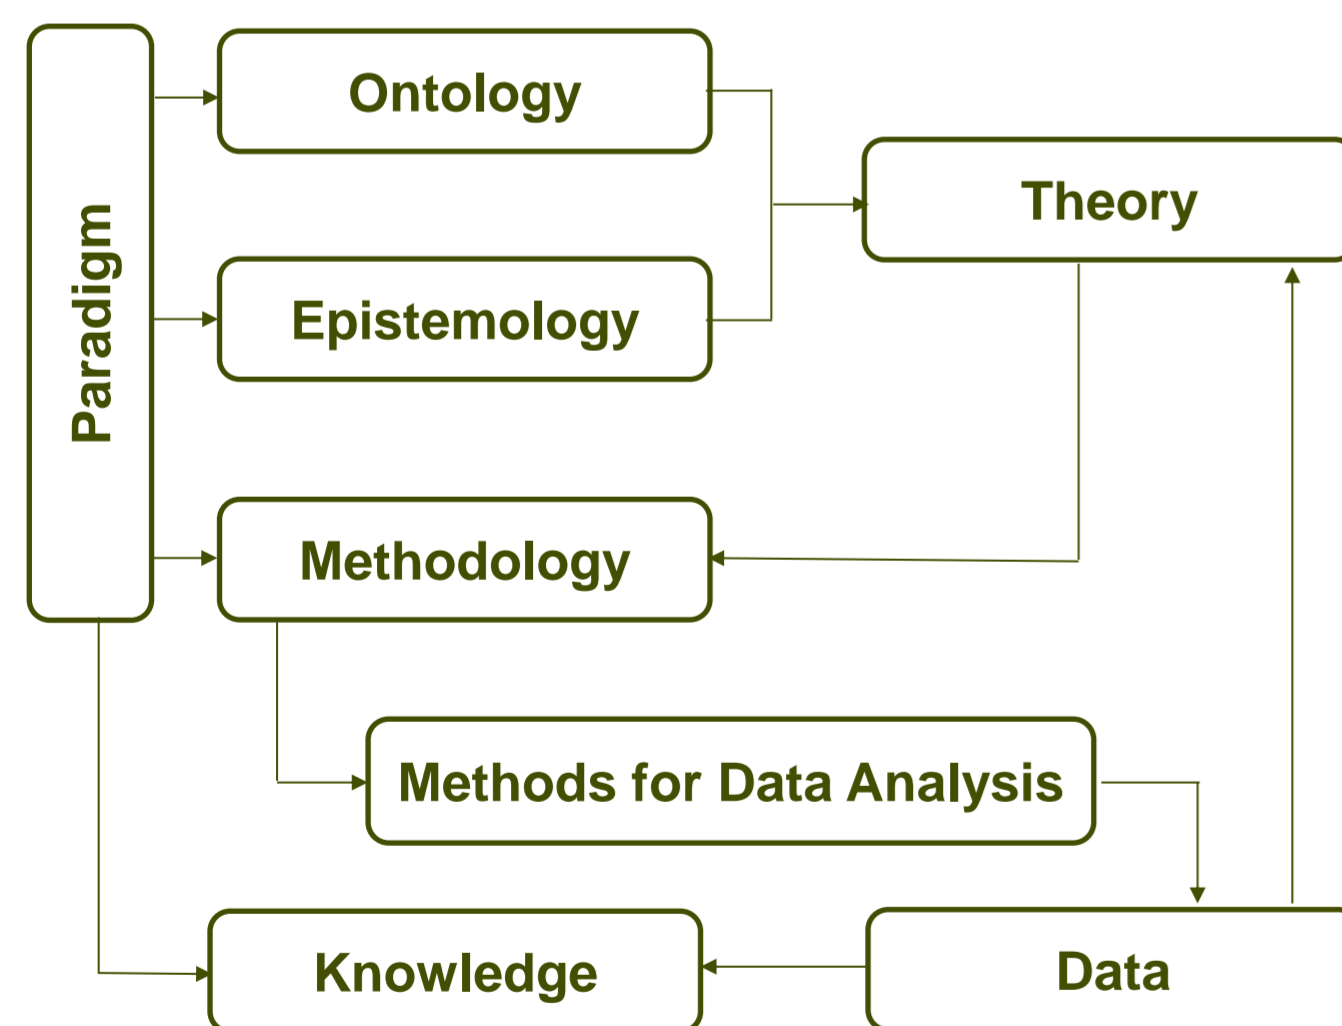 Paradigm
Ontology
Epistemology
Theory
Methodology
Methods for Data Analysis
Knowledge
Data